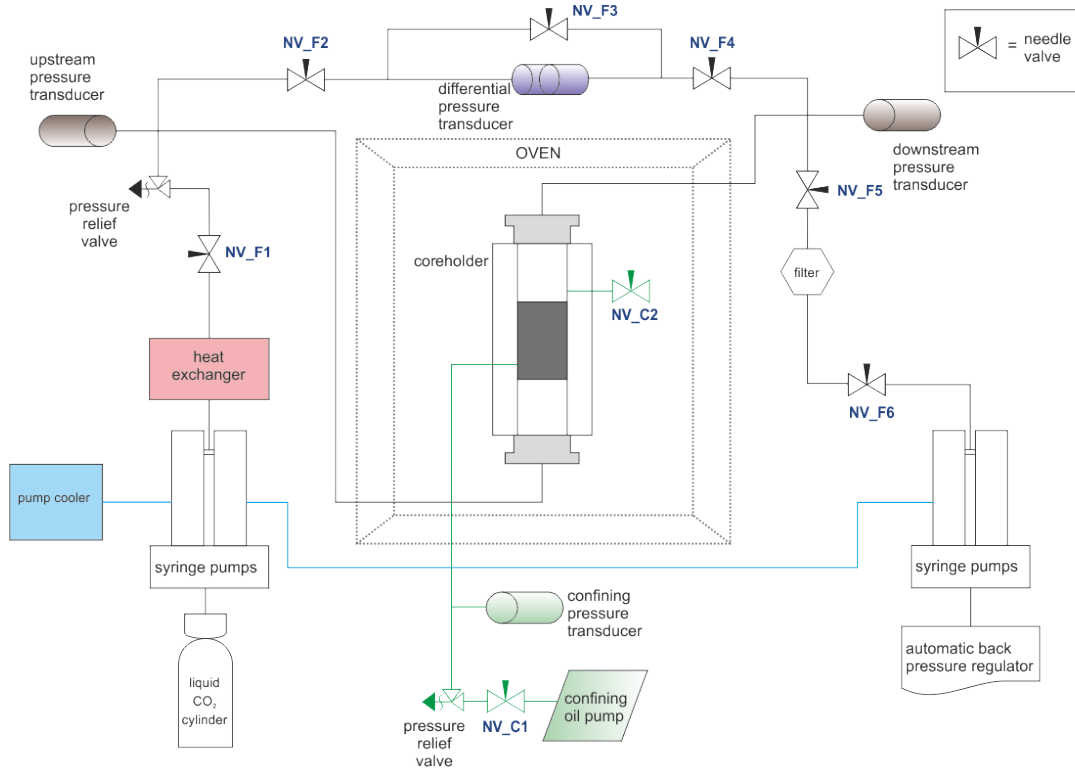 NV_F3
NV_F2
NV_F4
= needle
valve
upstream
pressure
transducer
differential
pressure
transducer
downstream
pressure
transducer
OVEN
pressure
relief
valve
NV_F5
NV_F1
coreholder
filter
NV_C2
heat
exchanger
NV_F6
pump cooler
syringe pumps
syringe pumps
confining
pressure
transducer
automatic back
pressure regulator
liquid
CO₂
cylinder
confining
oil pump
NV_C1
pressure
relief
valve